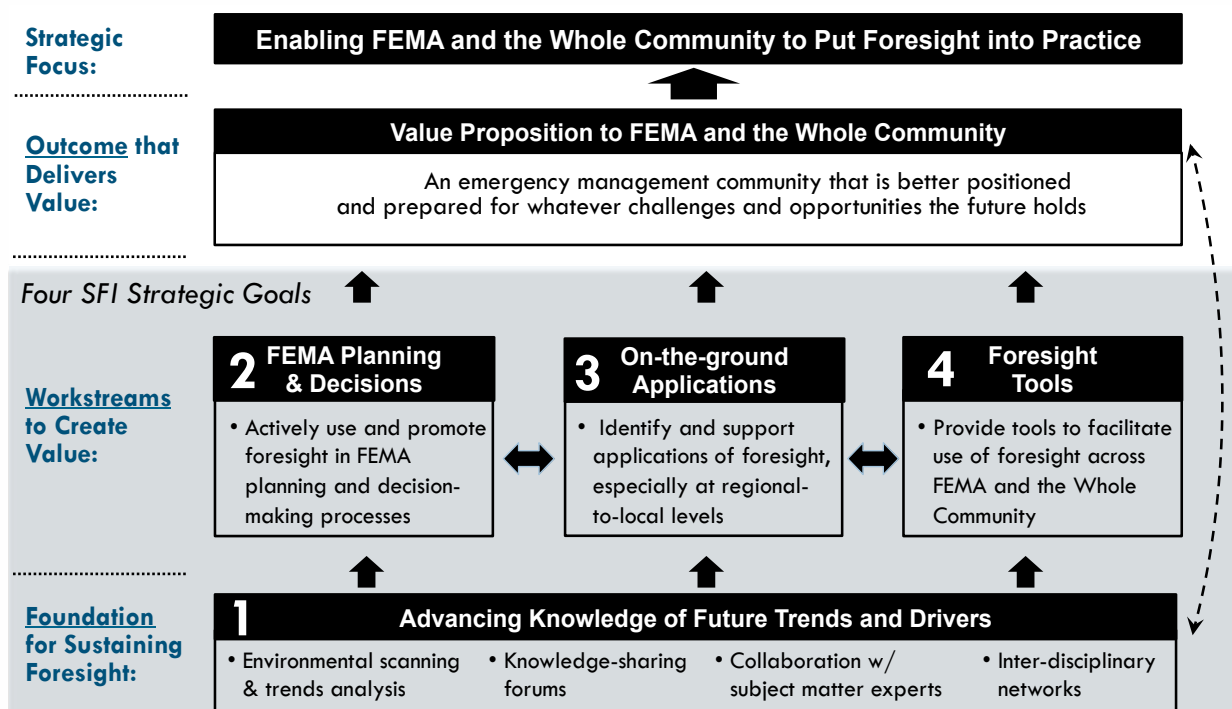 Strategic
Focus:
Enabling FEMA and the Whole Community to Put Foresight into Practice
Outcome that
Delivers
Value:
Value Proposition to FEMA and the Whole Community
An emergency management community that is better positioned
and prepared for whatever challenges and opportunities the future holds
Four SFI Strategic Goals
Workstreams
to Create
Value:
2 FEMA Planning
& Decisions
• Actively use and promote
foresight in FEMA
planning and decision-
making processes
3 On-the-ground
Applications
• Identify and support
applications of foresight,
especially at regional-
to-local levels
4 Foresight
Tools
• Provide tools to facilitate
use of foresight across
FEMA and the Whole
Community
Foundation
for Sustaining
Foresight:
1 Advancing Knowledge of Future Trends and Drivers
• Environmental scanning
& trends analysis
• Knowledge-sharing
forums
• Collaboration w/
subject matter experts
• Inter-disciplinary
networks